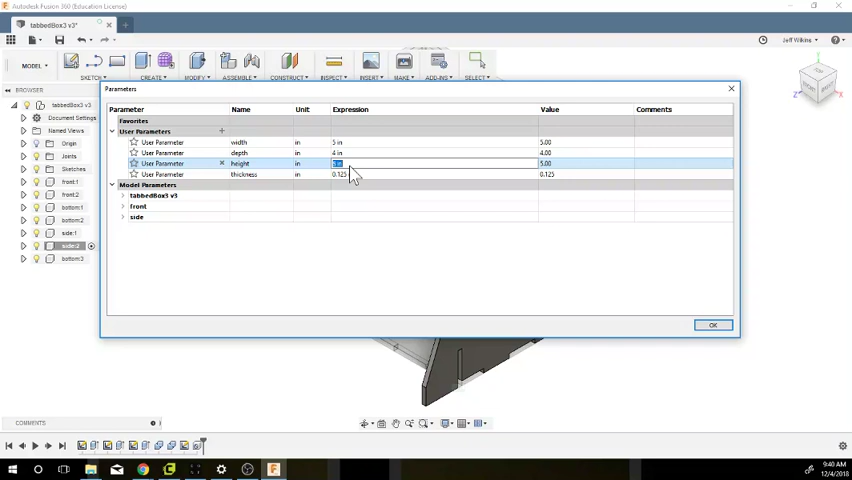 Autodesk Fusion 360 (Education License)
tabbedBox3 v3*
Jeff Wilkins
MODEL
SKETCH
CREATE
MODIFY
ASSEMBLE
CONSTRUCT
INSPECT
INSERT
MAKE
ADD-INS
SELECT
BROWSER
tabbedBox3 v3
Document Settings
Named Views
Origin
Joints
Sketches
front:1
front:2
bottom:1
bottom:2
side:1
side:2
bottom:3
Parameters
Parameter Name Unit Expression Value Comments
Favorites
User Parameters
User Parameter width in 5 in 5.00
User Parameter depth in 4 in 4.00
User Parameter height in 5 in 5.00
User Parameter thickness in 0.125 0.125
Model Parameters
tabbedBox3 v3
front
side
OK
TOP
COMMENTS
9:40 AM
12/4/2018